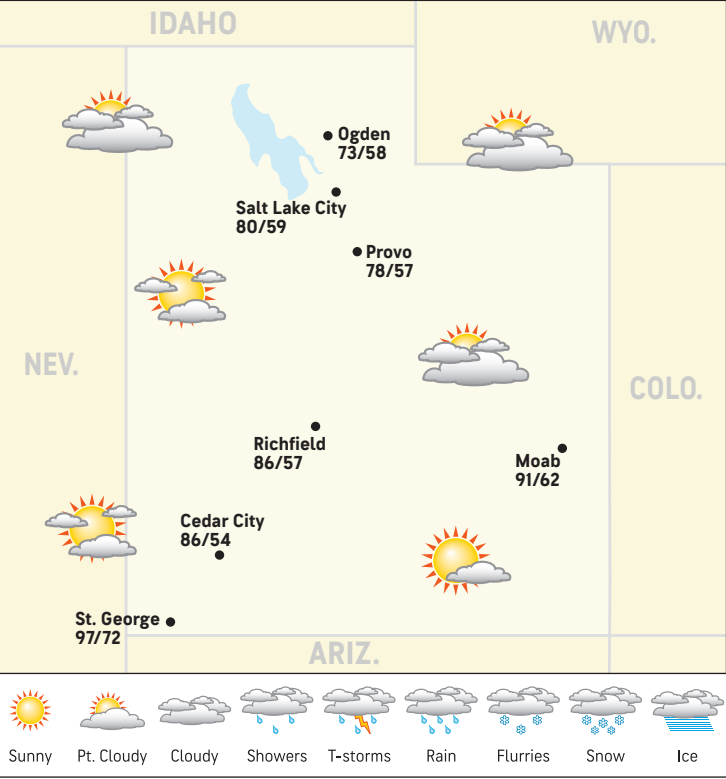 IDAHO
WYO.
Ogden
73/58
Salt Lake City
80/59
Provo
78/57
NEV.
COLO.
Richfield
86/57
Moab
91/62
Cedar City
86/54
St. George
97/72
ARIZ.
Sunny Pt. Cloudy Cloudy Showers T-storms Rain Flurries Snow Ice